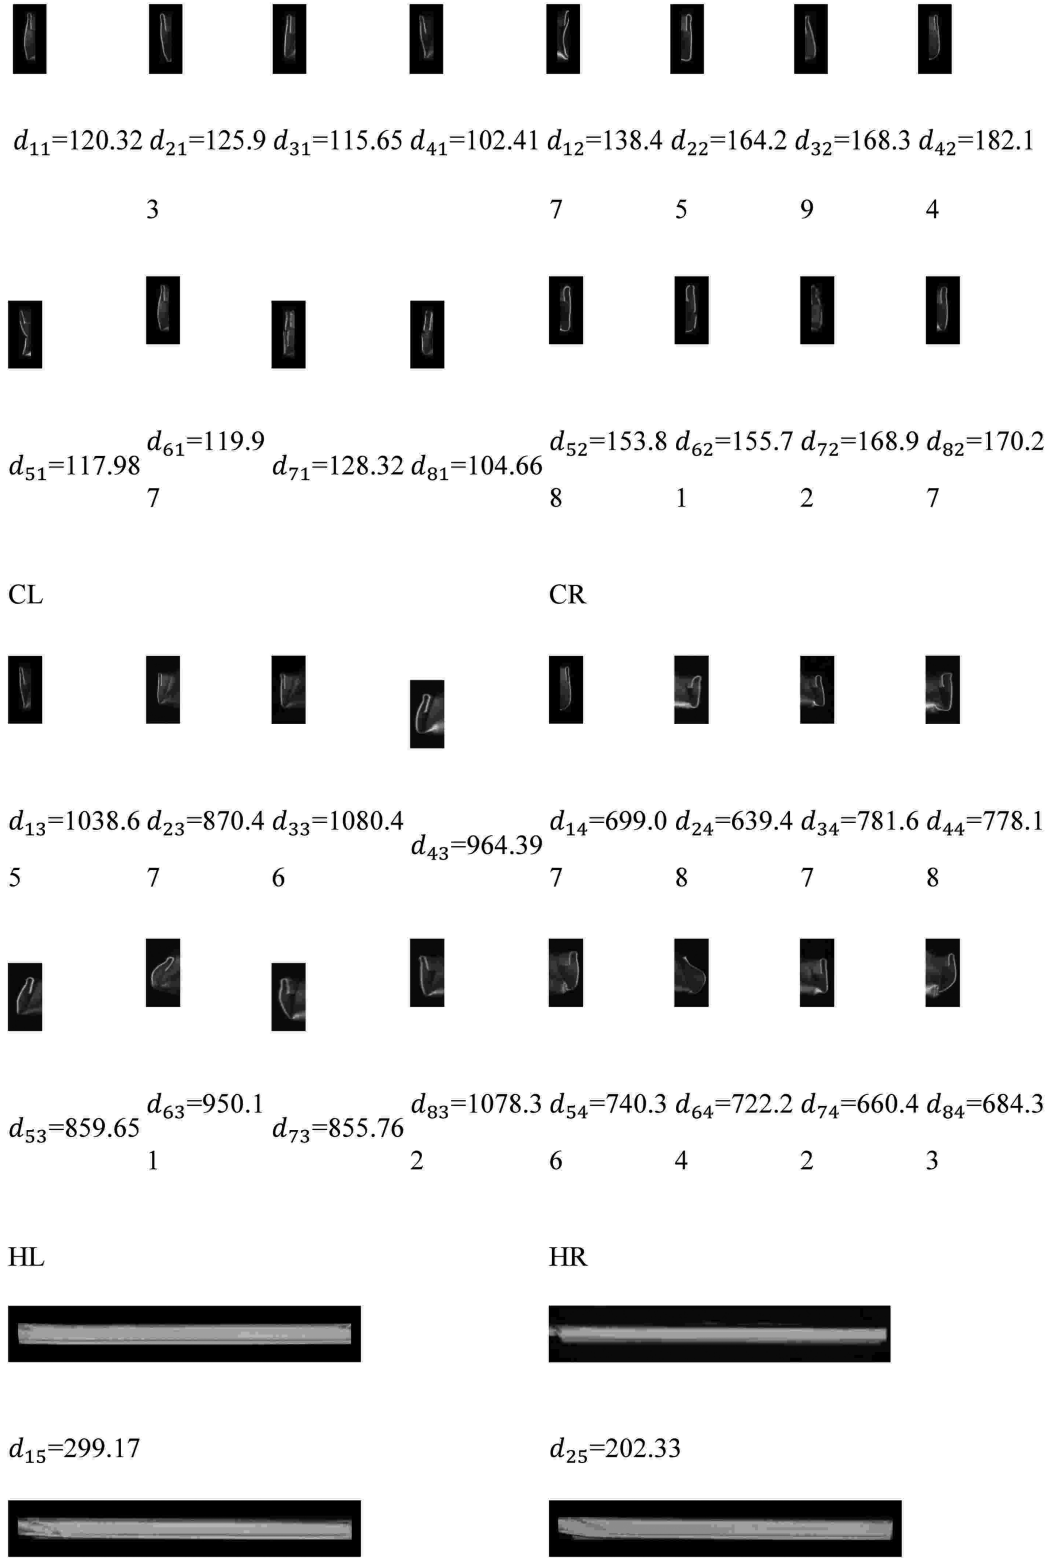 d₁₁=120.32 d₂₁=125.9 d₃₁=115.65 d₄₁=102.41 d₁₂=138.4 d₂₂=164.2 d₃₂=168.3 d₄₂=182.1
3 7 5 9 4
d₅₁=117.98 d₆₁=119.9 d₇₁=128.32 d₈₁=104.66 d₅₂=153.8 d₆₂=155.7 d₇₂=168.9 d₈₂=170.2
7 8 1 2 7
CL CR
d₁₃=1038.6 d₂₃=870.4 d₃₃=1080.4 d₄₃=964.39 d₁₄=699.0 d₂₄=639.4 d₃₄=781.6 d₄₄=778.1
5 7 6 7 8 7 8
d₅₃=859.65 d₆₃=950.1 d₇₃=855.76 d₈₃=1078.3 d₅₄=740.3 d₆₄=722.2 d₇₄=660.4 d₈₄=684.3
1 2 6 4 2 3
HL HR
d₁₅=299.17 d₂₅=202.33